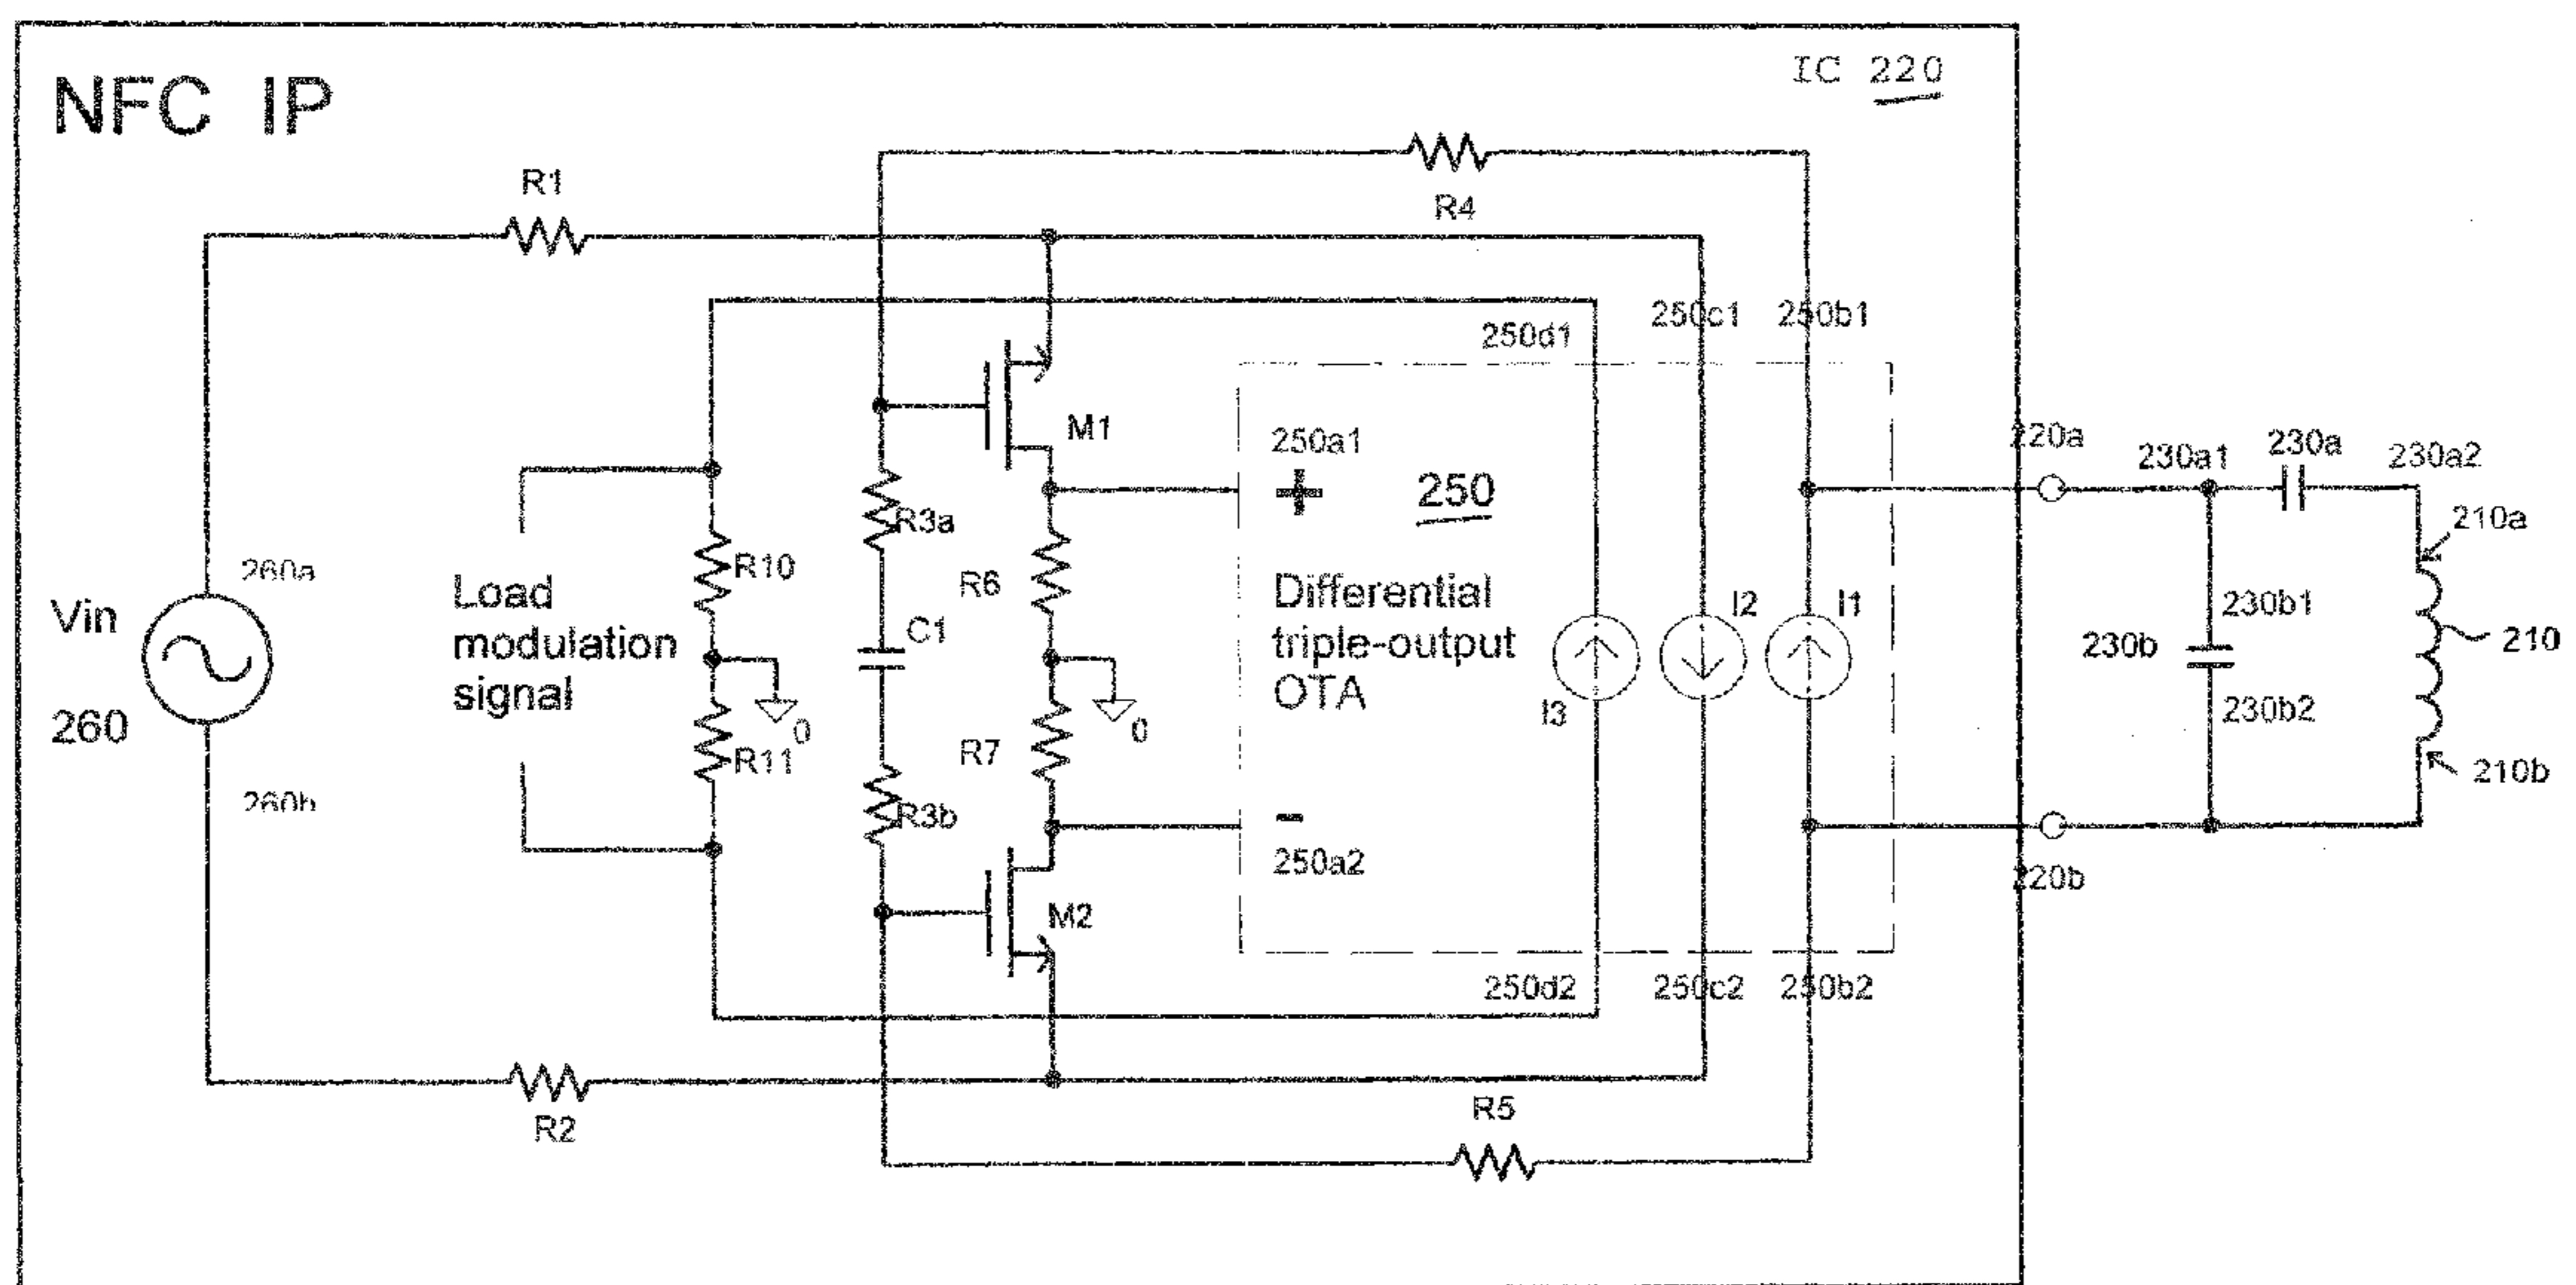 NFC IP
IC 220
R1
R4
250d1
250c1
250b1
M1
250a1
+
250
220a
230a1
230a
230a2
210a
R3a
R10
R6
260a
Vin
260
Load
modulation
signal
C1
Differential
triple-output
OTA
I2
I1
I3
230b1
230b
230b2
210
0
0
R11
R7
260b
R3b
210b
-
250a2
220b
M2
250d2
250c2
250b2
R2
R5